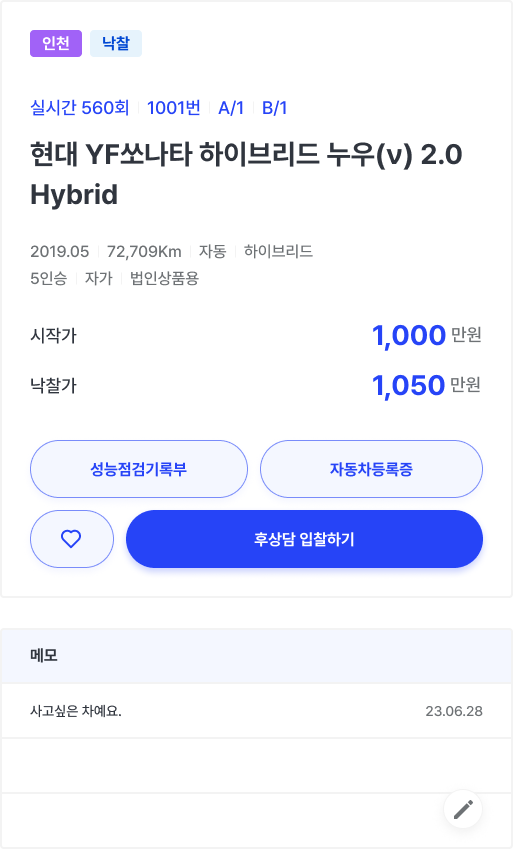 인천 낙찰
실시간 560회 1001번 A/1 B/1
현대 YF쏘나타 하이브리드 누우(ν) 2.0
Hybrid
2019.05 72,709Km 자동 하이브리드
5인승 자가 법인상품용
시작가 1,000 만원
낙찰가 1,050 만원
성능점검기록부 자동차등록증
후상담 입찰하기
메모
사고싶은 차예요. 23.06.28